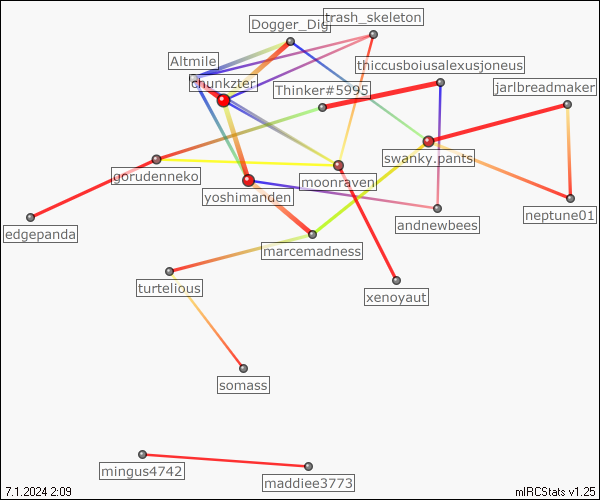 Dogger_Dig
trash_skeleton
Altmile
thiccusboiusalexusjoneus
chunkzter
Thinker#5995
jarlbreadmaker
swanky.pants
gorudenneko
moonraven
yoshimanden
neptune01
edgepanda
andnewbees
marcemadness
turtelious
xenoyaut
somass
mingus4742
maddiee3773
7.1.2024 2:09
mIRCStats v1.25